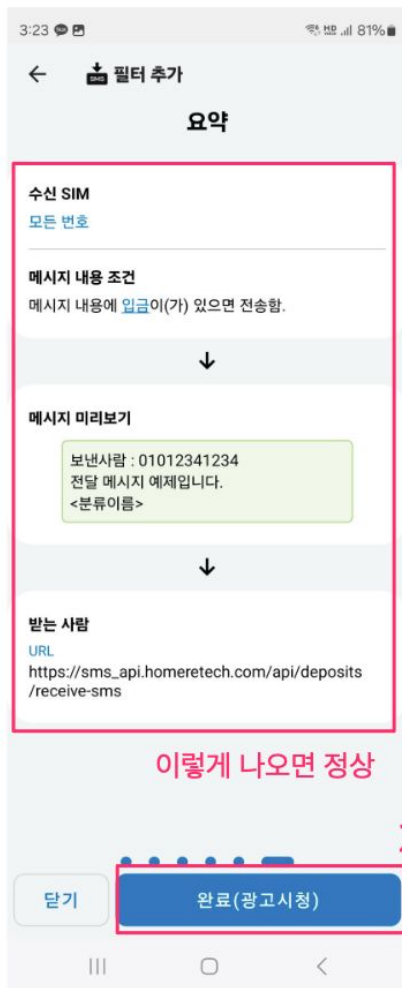 3:23 81%
← SMS 필터 추가
요약
수신 SIM
모든 번호
메시지 내용 조건
메시지 내용에 입금이(가) 있으면 전송함.
↓
메시지 미리보기
보낸사람 : 01012341234
전달 메시지 예제입니다.
<분류이름>
↓
받는 사람
URL
https://sms_api.homeretech.com/api/deposits
/receive-sms
이렇게 나오면 정상
닫기 완료(광고시청)